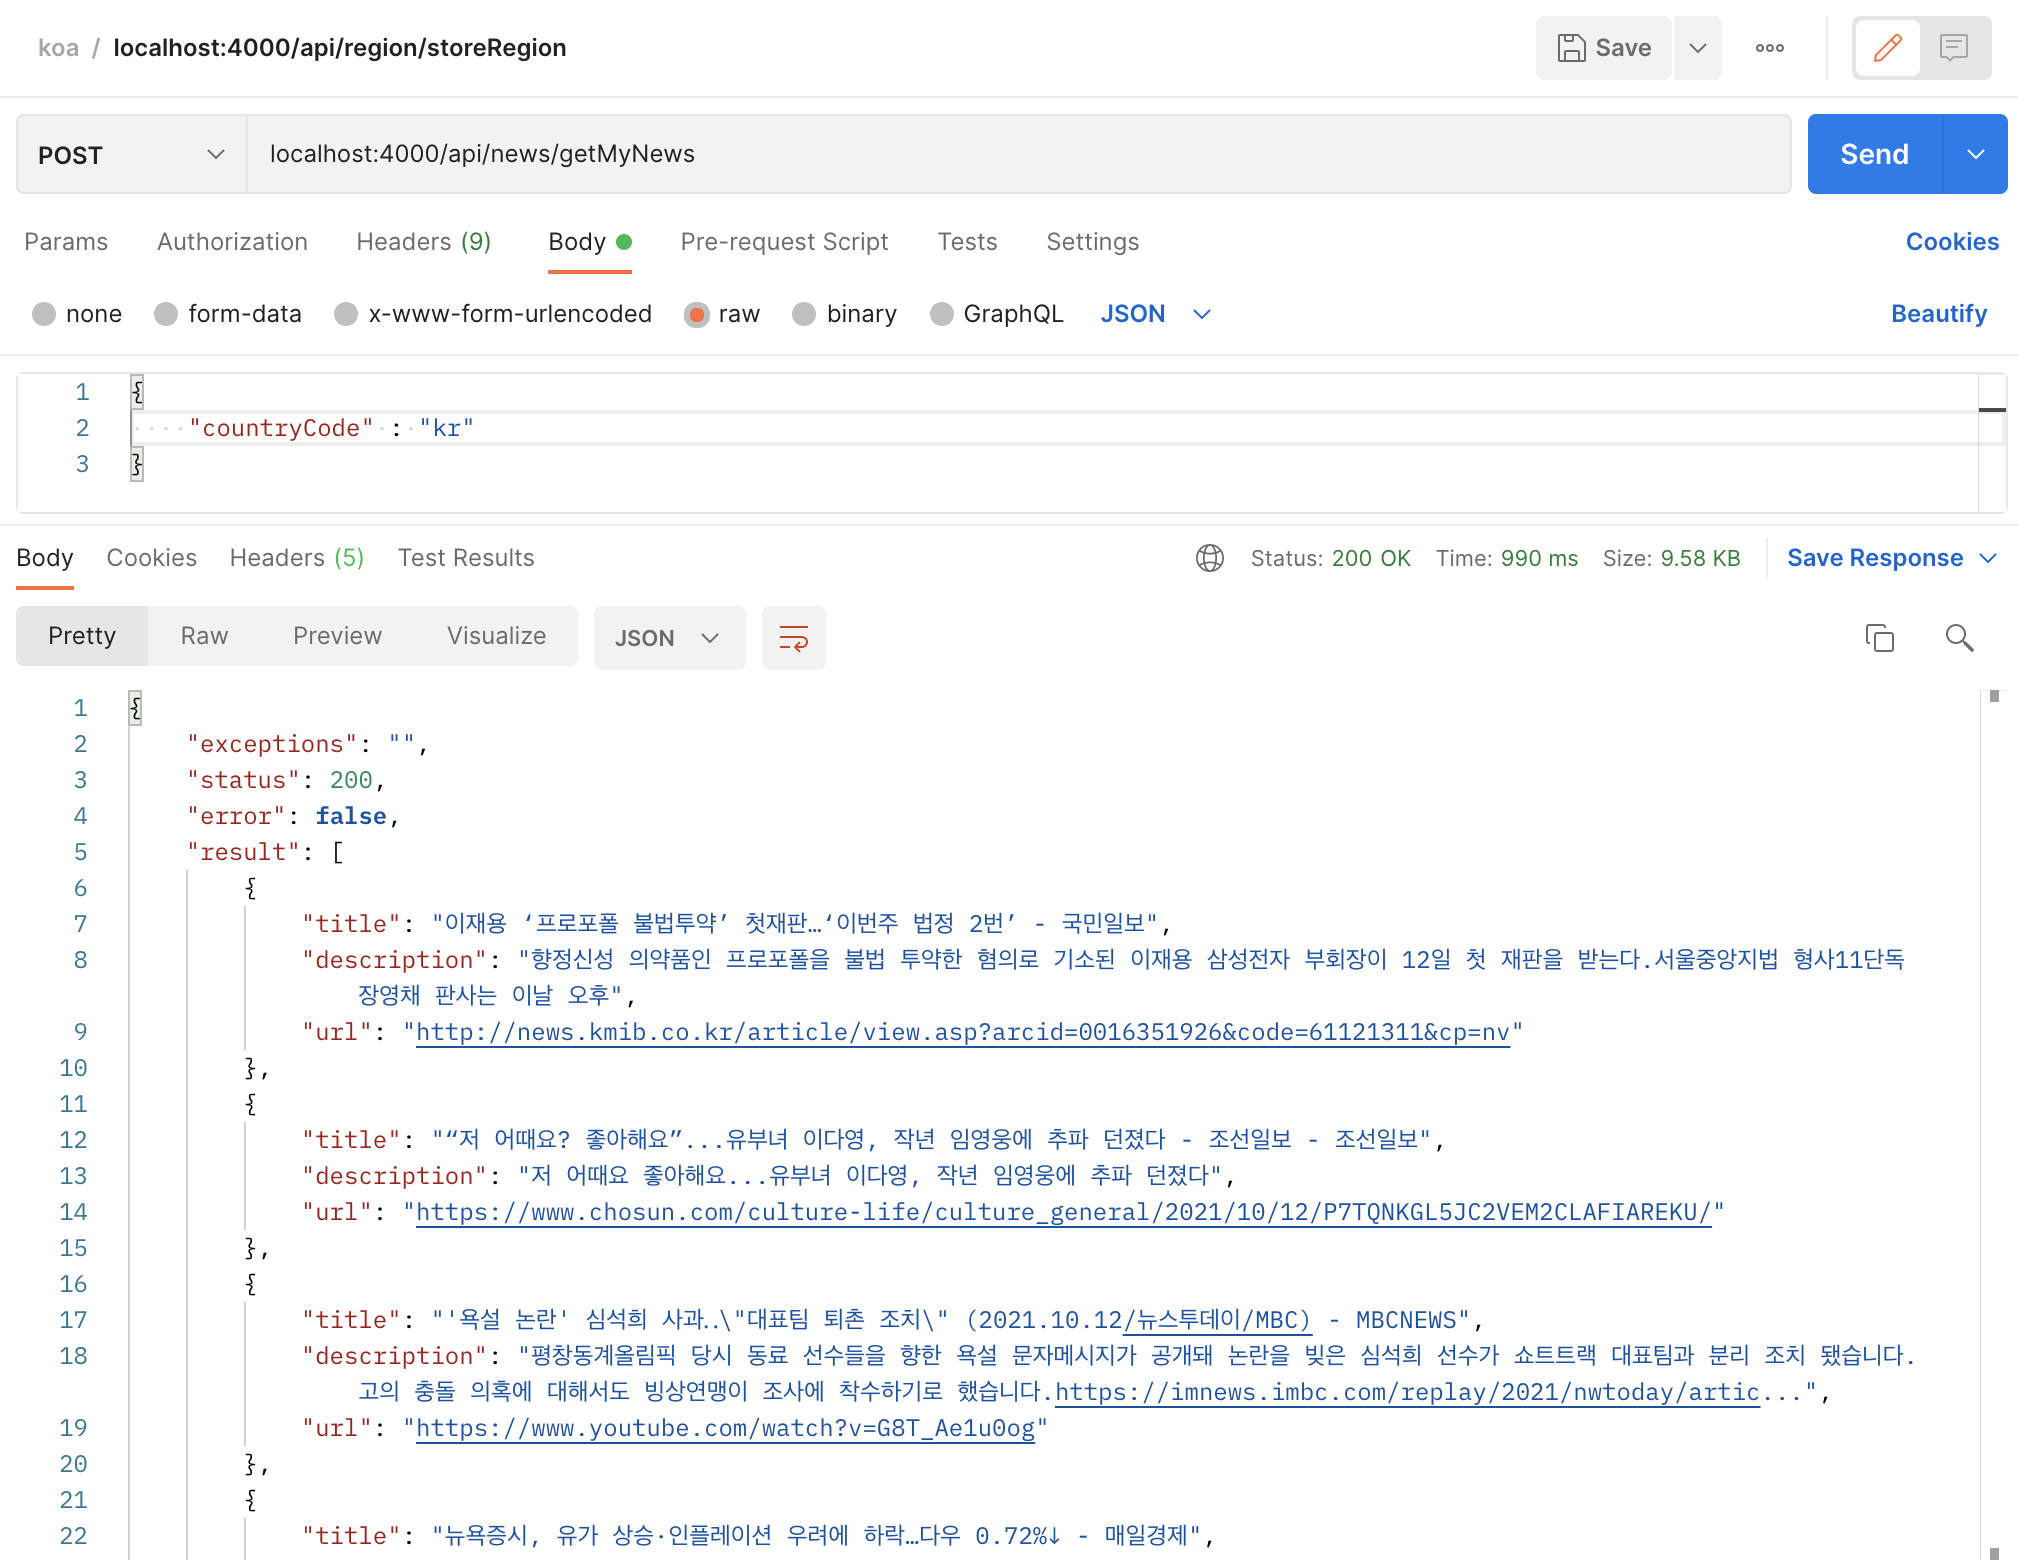 koa / localhost:4000/api/region/storeRegion
Save
POST localhost:4000/api/news/getMyNews Send
Params Authorization Headers (9) Body Pre-request Script Tests Settings Cookies
none form-data x-www-form-urlencoded raw binary GraphQL JSON Beautify
1 {
2 "countryCode" : "kr"
3 }
Body Cookies Headers (5) Test Results Status: 200 OK Time: 990 ms Size: 9.58 KB Save Response
Pretty Raw Preview Visualize JSON
1 {
2 "exceptions": "",
3 "status": 200,
4 "error": false,
5 "result": [
6 {
7 "title": "이재용 ‘프로포폴 불법투약’ 첫재판…‘이번주 법정 2번’ - 국민일보",
8 "description": "향정신성 의약품인 프로포폴을 불법 투약한 혐의로 기소된 이재용 삼성전자 부회장이 12일 첫 재판을 받는다.서울중앙지법 형사11단독
장영채 판사는 이날 오후",
9 "url": "http://news.kmib.co.kr/article/view.asp?arcid=0016351926&code=61121311&cp=nv"
10 },
11 {
12 "title": "“저 어때요? 좋아해요”...유부녀 이다영, 작년 임영웅에 추파 던졌다 - 조선일보 - 조선일보",
13 "description": "저 어때요 좋아해요...유부녀 이다영, 작년 임영웅에 추파 던졌다",
14 "url": "https://www.chosun.com/culture-life/culture_general/2021/10/12/P7TQNKGL5JC2VEM2CLAFIAREKU/"
15 },
16 {
17 "title": "'욕설 논란' 심석희 사과..\"대표팀 퇴촌 조치\" (2021.10.12/뉴스투데이/MBC) - MBCNEWS",
18 "description": "평창동계올림픽 당시 동료 선수들을 향한 욕설 문자메시지가 공개돼 논란을 빚은 심석희 선수가 쇼트트랙 대표팀과 분리 조치 됐습니다.
고의 충돌 의혹에 대해서도 빙상연맹이 조사에 착수하기로 했습니다.https://imnews.imbc.com/replay/2021/nwtoday/artic...",
19 "url": "https://www.youtube.com/watch?v=G8T_Ae1u0og"
20 },
21 {
22 "title": "뉴욕증시, 유가 상승·인플레이션 우려에 하락…다우 0.72%↓ - 매일경제",